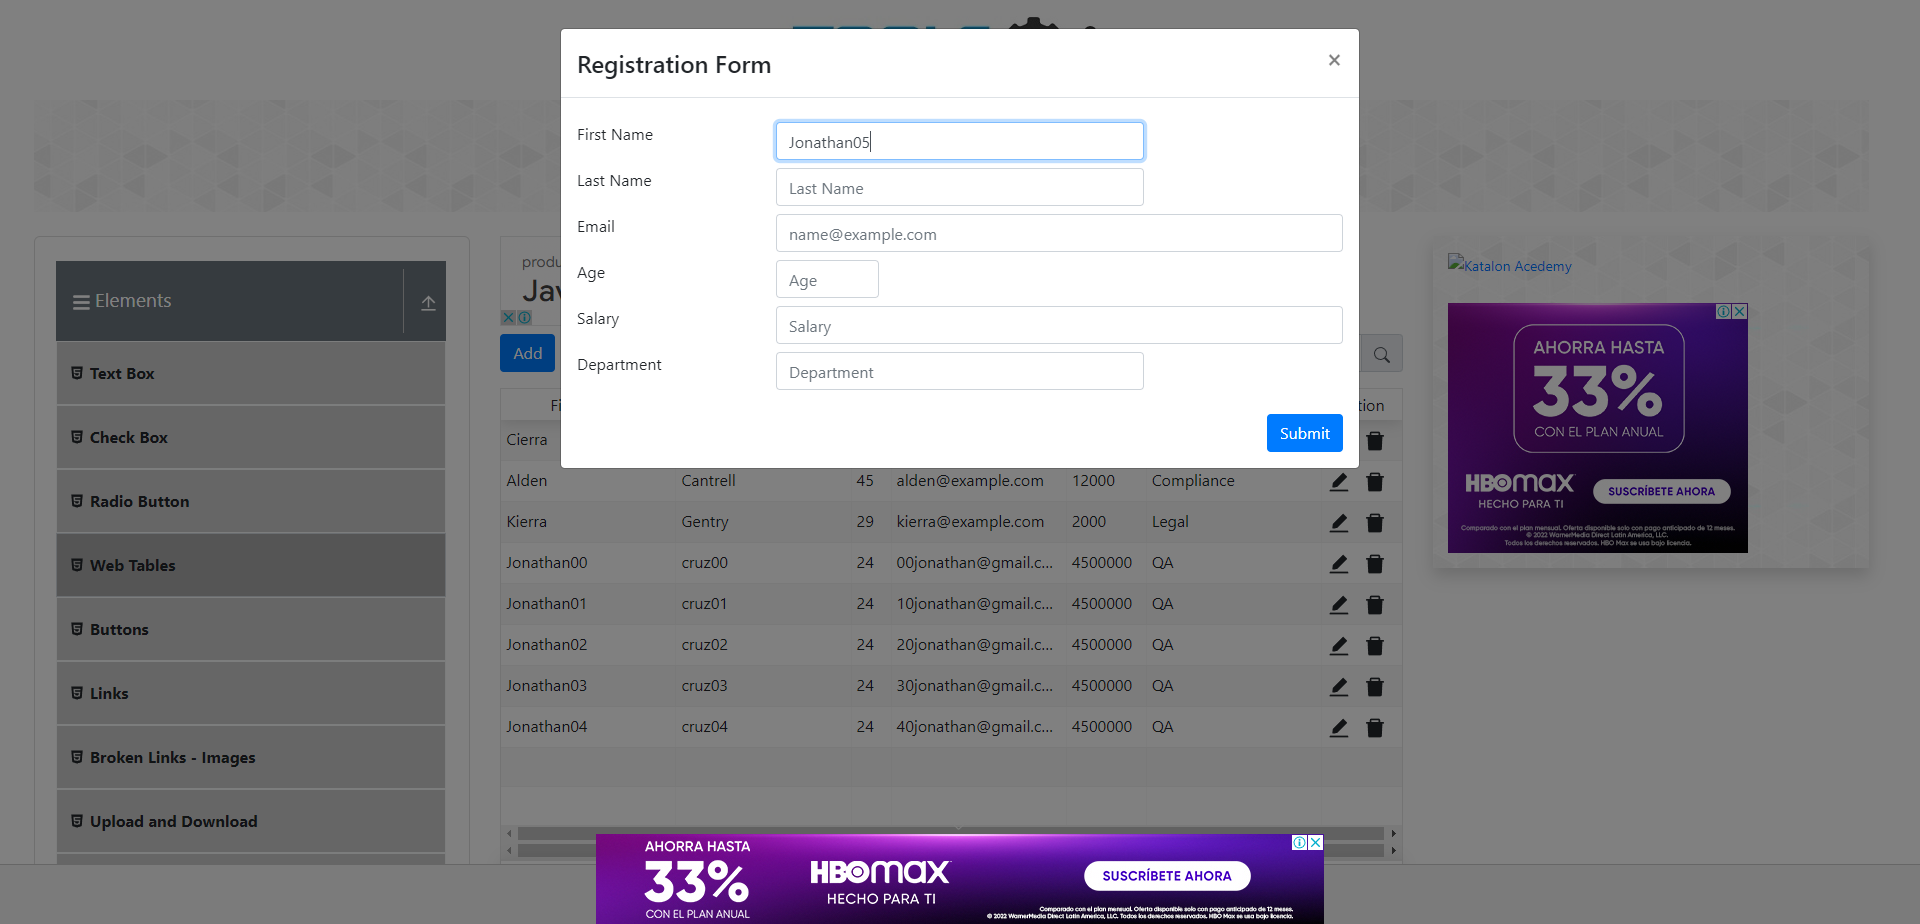 Registration Form
×
First Name
Jonathan05
Last Name
Last Name
Email
name@example.com
Age
Age
Salary
Salary
Department
Department
Submit
Elements
Text Box
Check Box
Radio Button
Web Tables
Buttons
Links
Broken Links - Images
Upload and Download
produ
Jav
Add
Fi
tion
Cierra
Alden Cantrell 45 alden@example.com 12000 Compliance
Kierra Gentry 29 kierra@example.com 2000 Legal
Jonathan00 cruz00 24 00jonathan@gmail.c... 4500000 QA
Jonathan01 cruz01 24 10jonathan@gmail.c... 4500000 QA
Jonathan02 cruz02 24 20jonathan@gmail.c... 4500000 QA
Jonathan03 cruz03 24 30jonathan@gmail.c... 4500000 QA
Jonathan04 cruz04 24 40jonathan@gmail.c... 4500000 QA
Katalon Acedemy
AHORRA HASTA
33%
CON EL PLAN ANUAL
HBOMAX
HECHO PARA TI
SUSCRÍBETE AHORA
Comparado con el plan mensual. Oferta disponible solo con pago anticipado de 12 meses.
© 2022 WarnerMedia Direct Latin America, LLC.
Todos los derechos reservados. HBO Max se usa bajo licencia.
AHORRA HASTA
33%
CON EL PLAN ANUAL
HBOMAX
HECHO PARA TI
SUSCRÍBETE AHORA
Comparado con el plan mensual. Oferta disponible solo con pago anticipado de 12 meses.
© 2022 WarnerMedia Direct Latin America, LLC. Todos los derechos reservados. HBO Max se usa bajo licencia.